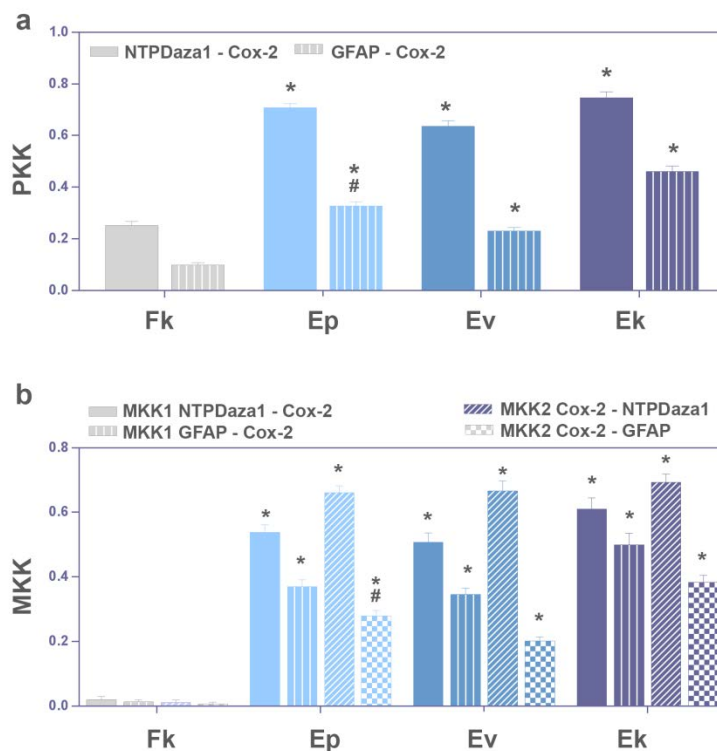 a
PKK
1.0
NTPDaza1 - Cox-2 GFAP - Cox-2
0.8
0.6
0.4
0.2
0.0
* * # * * * *
Fk Ep Ev Ek
b
MKK
MKK1 NTPDaza1 - Cox-2 MKK2 Cox-2 - NTPDaza1
MKK1 GFAP - Cox-2 MKK2 Cox-2 - GFAP
0.8
0.6
0.4
0.2
0.0
* * * * # * * * * * * * *
Fk Ep Ev Ek